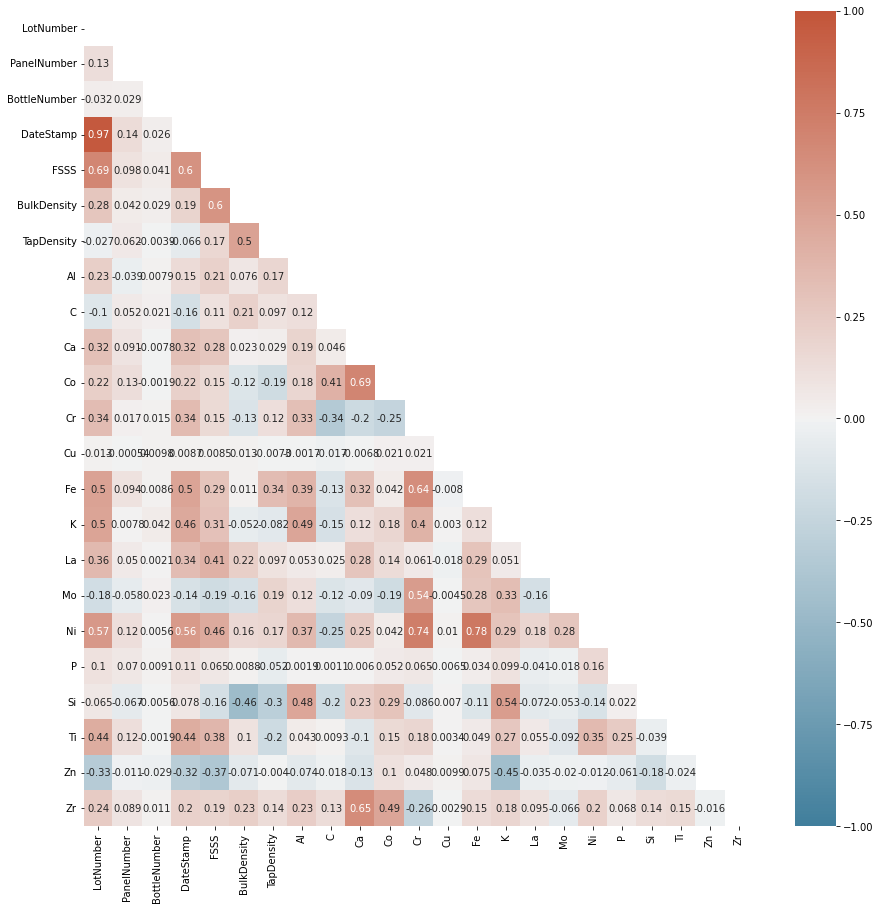 LotNumber
PanelNumber 0.13
BottleNumber -0.032 0.029
DateStamp 0.97 0.14 0.026
FSSS 0.69 0.098 0.041 0.6
BulkDensity 0.28 0.042 0.029 0.19 0.6
TapDensity -0.027 0.062 -0.0039 -0.066 0.17 0.5
Al 0.23 -0.039 0.0079 0.15 0.21 0.076 0.17
C -0.1 0.052 0.021 -0.16 0.11 0.21 0.097 0.12
Ca 0.32 0.091 -0.0078 0.32 0.28 0.023 0.029 0.19 0.046
Co 0.22 0.13 -0.0019 0.22 0.15 -0.12 -0.19 0.18 0.41 0.69
Cr 0.34 0.017 0.015 0.34 0.15 -0.13 0.12 0.33 -0.34 -0.2 -0.25
Cu -0.013 -0.00054 0.0098 0.0087 0.0085 0.013 -0.0073 -0.0017 -0.017 -0.0068 0.021 0.021
Fe 0.5 0.094 0.0086 0.5 0.29 0.011 0.34 0.39 -0.13 0.32 0.042 0.64 -0.008
K 0.5 0.0078 0.042 0.46 0.31 -0.052 -0.082 0.49 -0.15 0.12 0.18 0.4 0.003 0.12
La 0.36 0.05 0.0021 0.34 0.41 0.22 0.097 0.053 0.025 0.28 0.14 0.061 -0.018 0.29 0.051
Mo -0.18 -0.058 0.023 -0.14 -0.19 -0.16 0.19 0.12 -0.12 -0.09 -0.19 0.54 -0.0045 0.28 0.33 -0.16
Ni 0.57 0.12 0.0056 0.56 0.46 0.16 0.17 0.37 -0.25 0.25 0.042 0.74 0.01 0.78 0.29 0.18 0.28
P 0.1 0.07 0.0091 0.11 0.065 0.0088 -0.052 0.0019 0.0011 -0.006 0.052 0.065 -0.0065 0.034 0.099 -0.041 -0.018 0.16
Si 0.065 -0.067 0.0056 0.078 -0.16 -0.46 -0.3 0.48 -0.2 0.23 0.29 -0.086 0.007 -0.11 0.54 -0.072 -0.053 -0.14 0.022
Ti 0.44 0.12 -0.0019 0.44 0.38 0.1 -0.2 0.043 0.0093 -0.1 0.15 0.18 0.0034 0.049 0.27 0.055 -0.092 0.35 0.25 -0.039
Zn -0.33 -0.011 -0.029 -0.32 -0.37 -0.071 -0.004 -0.074 -0.018 -0.13 0.1 0.048 0.0099 0.075 -0.45 -0.035 -0.02 -0.012 -0.061 -0.18 -0.024
Zr 0.24 0.089 0.011 0.2 0.19 0.23 0.14 0.23 0.13 0.65 0.49 -0.26 -0.0029 0.15 0.18 0.095 -0.066 0.2 0.068 0.14 0.15 -0.016
LotNumber PanelNumber BottleNumber DateStamp FSSS BulkDensity TapDensity Al C Ca Co Cr Cu Fe K La Mo Ni P Si Ti Zn Zr
1.00
0.75
0.50
0.25
0.00
−0.25
−0.50
−0.75
−1.00